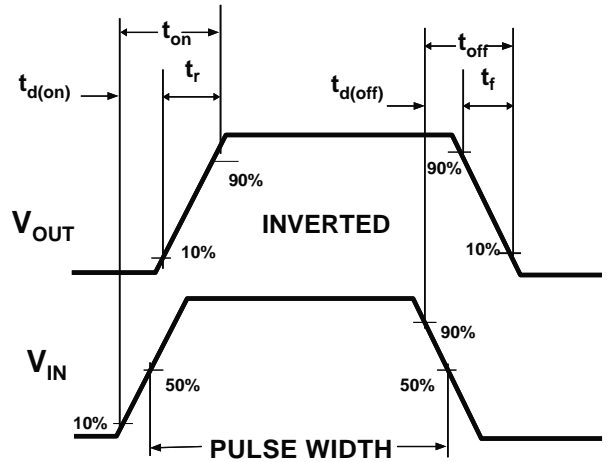 t_on
t_off
t_d(on)
t_r
t_d(off)
t_f
90%
90%
V_OUT
INVERTED
10%
10%
90%
V_IN
50%
50%
10%
PULSE WIDTH